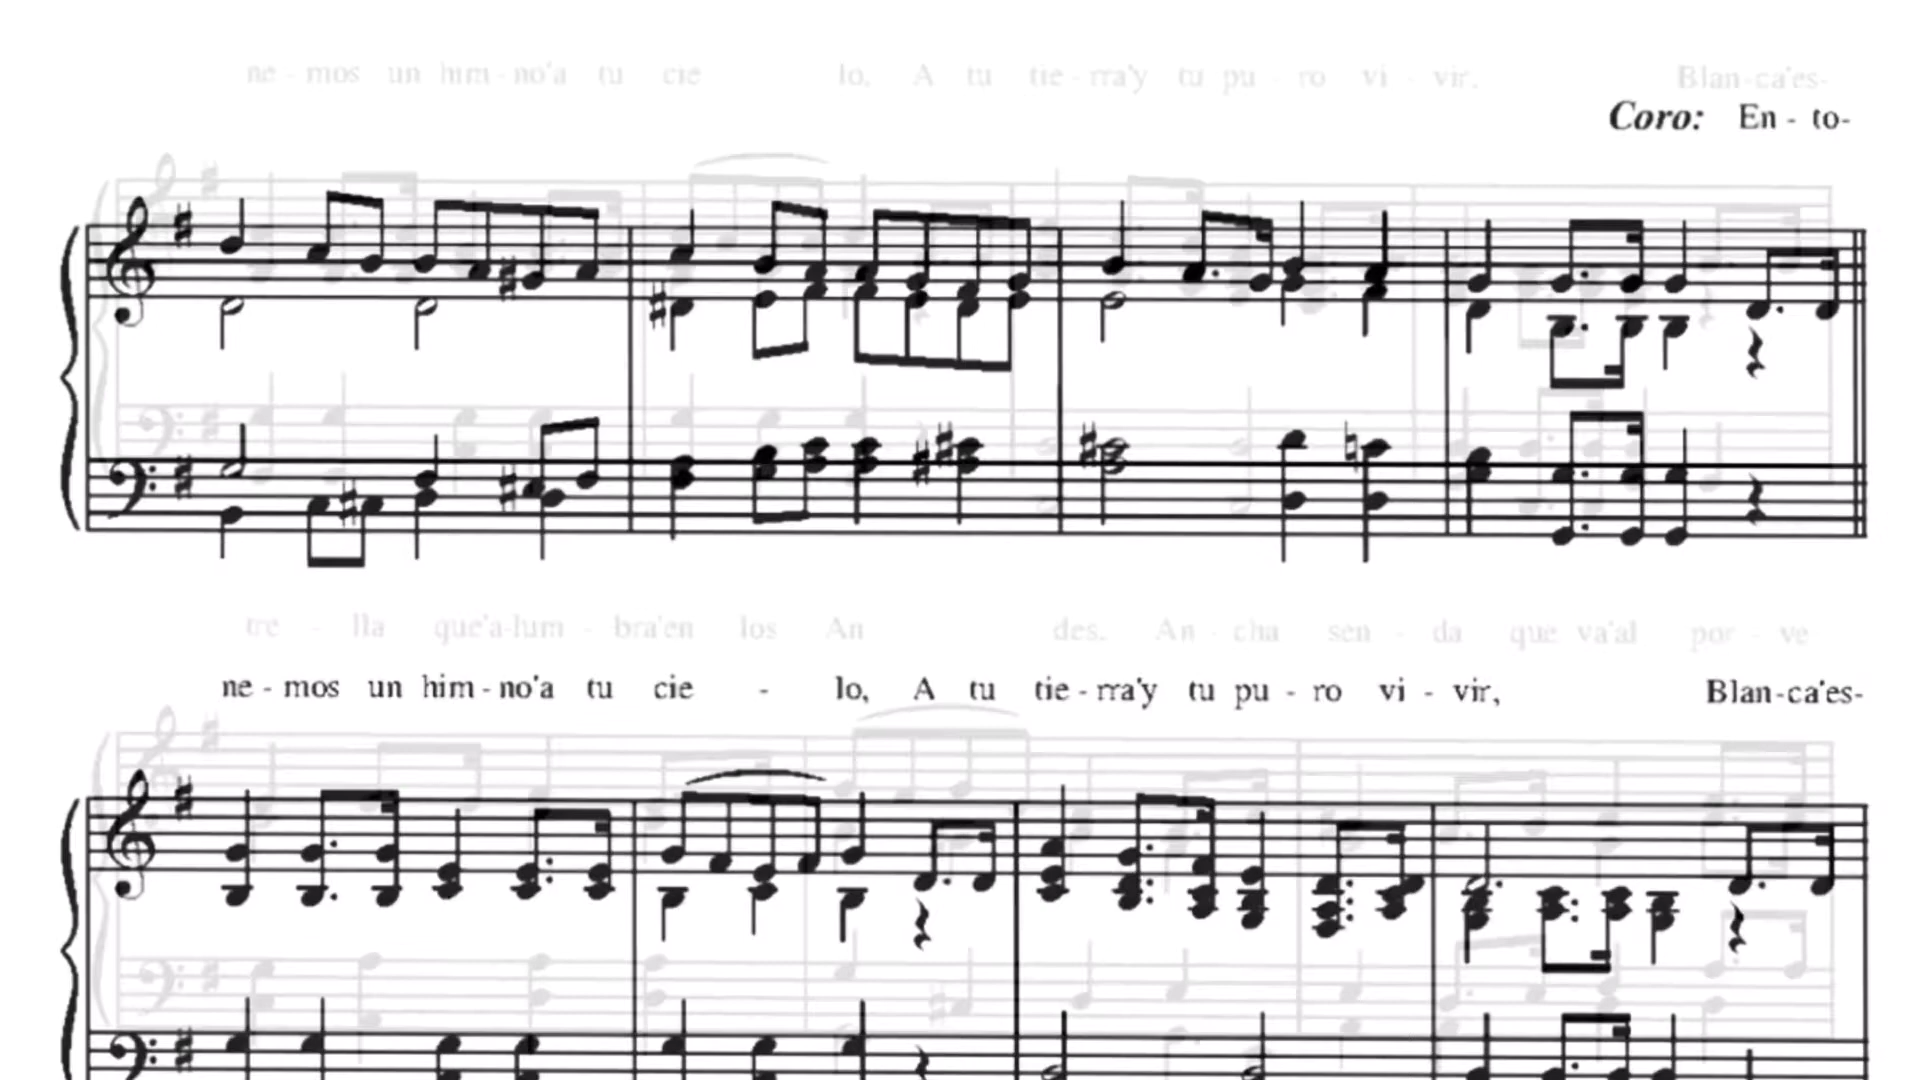 ne - mos un him - no'a tu cie lo, A tu tie - rra'y tu pu - ro vi - vir, Blan-ca'es-
Coro: En - to-
tre - lla que'a-lum - bra'en los An des. An - cha sen - da que va'al por - ve
ne - mos un him - no'a tu cie - lo, A tu tie - rra'y tu pu - ro vi - vir, Blan-ca'es-